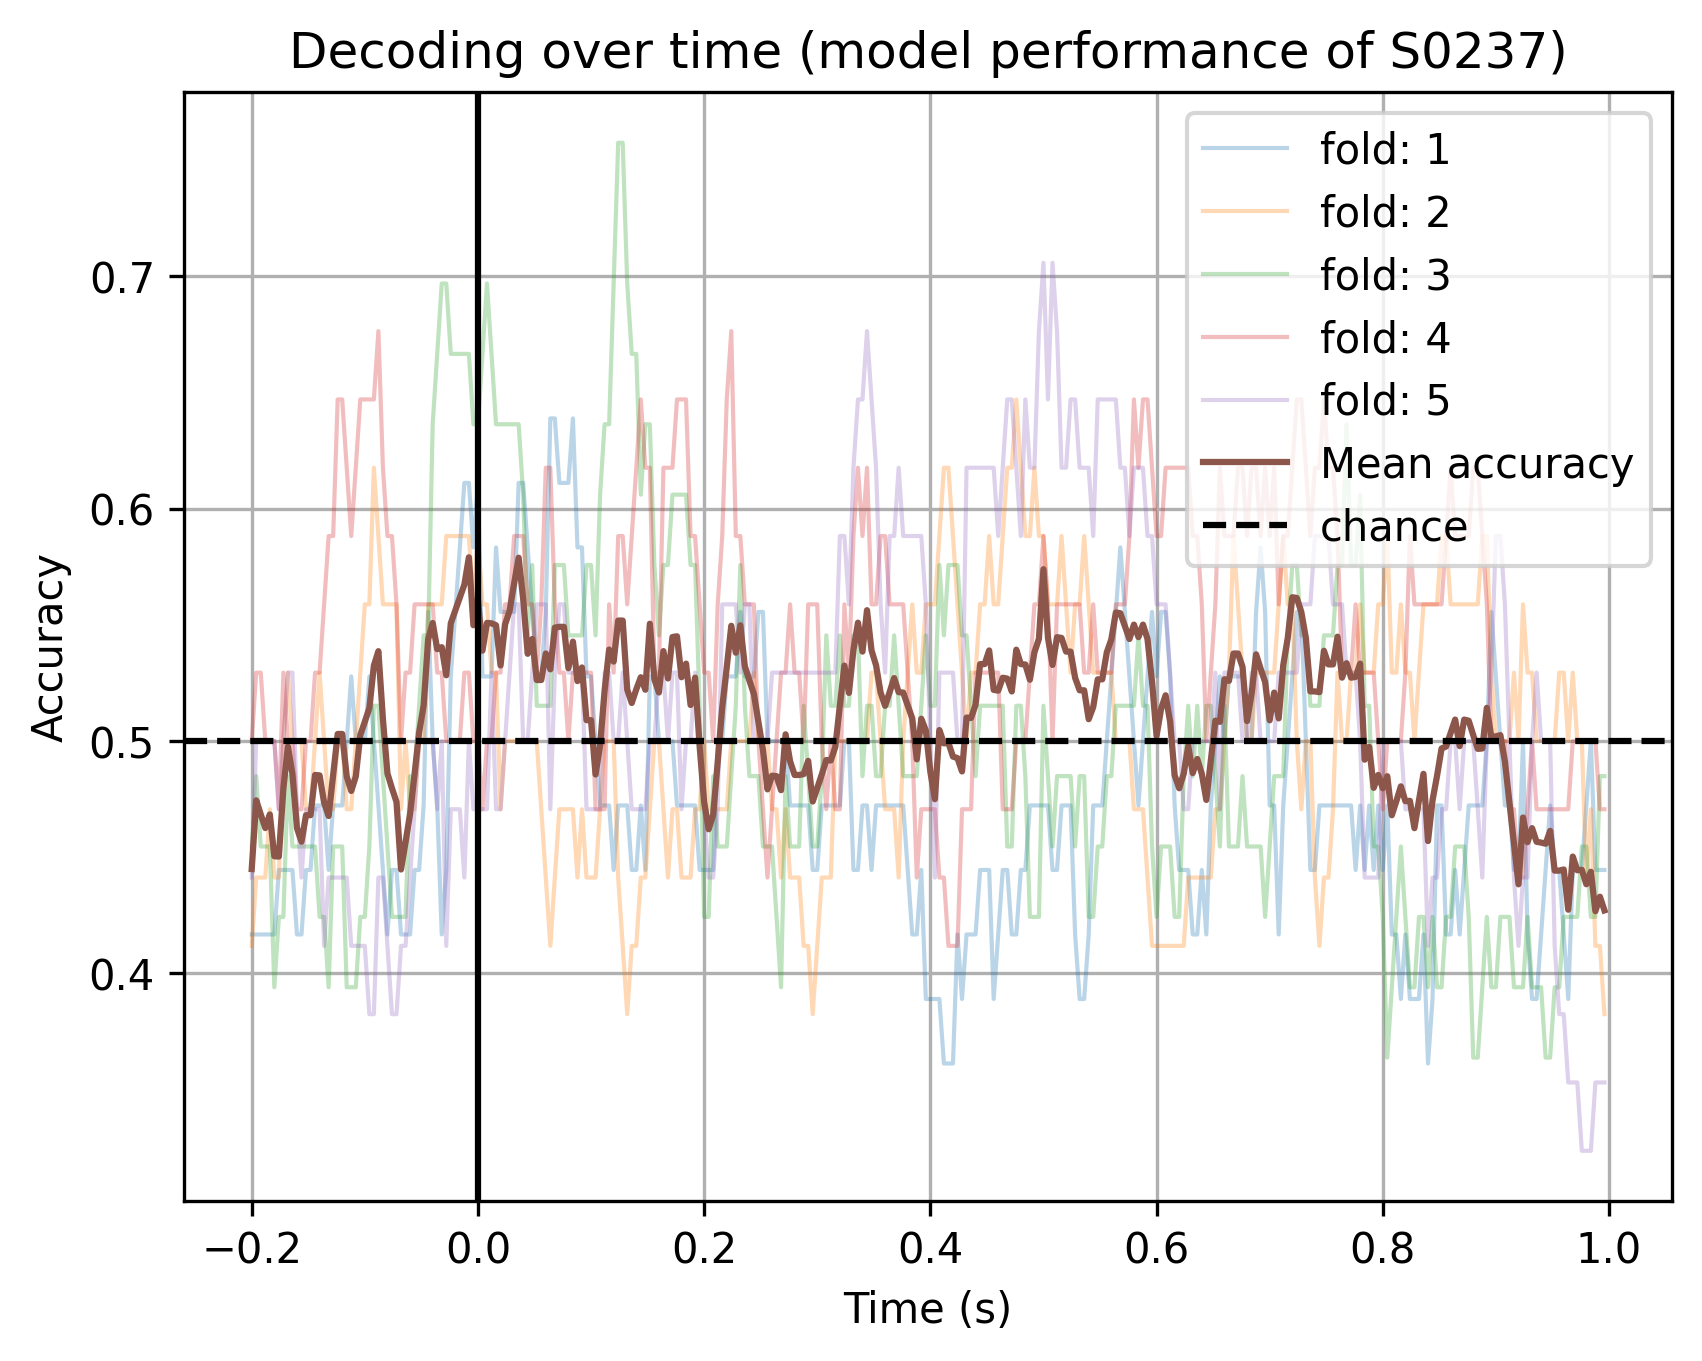 Decoding over time (model performance of S0237)
fold: 1
fold: 2
fold: 3
fold: 4
fold: 5
Mean accuracy
chance
Accuracy
0.7
0.6
0.5
0.4
−0.2
0.0
0.2
0.4
0.6
0.8
1.0
Time (s)